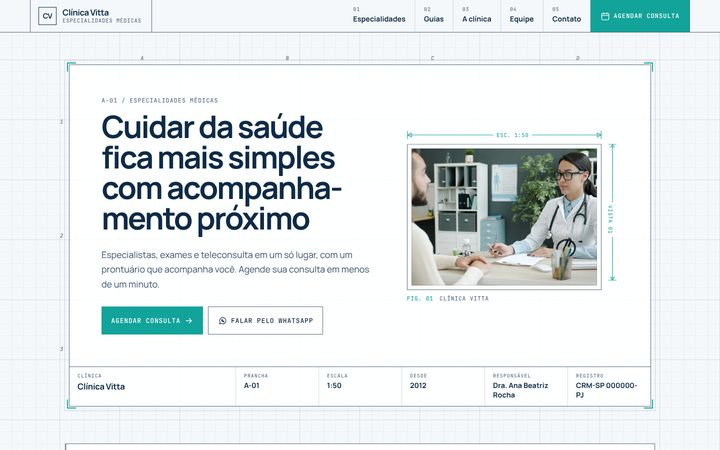 CV
Clínica Vitta
ESPECIALIDADES MÉDICAS
01
Especialidades
02
Guias
03
A clínica
04
Equipe
05
Contato
AGENDAR CONSULTA
A
B
C
D
1
2
3
A-01 / ESPECIALIDADES MÉDICAS
Cuidar da saúde
fica mais simples
com acompanha-
mento próximo
Especialistas, exames e teleconsulta em um só lugar, com um
prontuário que acompanha você. Agende sua consulta em menos
de um minuto.
AGENDAR CONSULTA →
FALAR PELO WHATSAPP
ESC. 1:50
VISTA 01
FIG. 01 CLÍNICA VITTA
CLÍNICA
Clínica Vitta
PRANCHA
A-01
ESCALA
1:50
DESDE
2012
RESPONSÁVEL
Dra. Ana Beatriz
Rocha
REGISTRO
CRM-SP 000000-
PJ